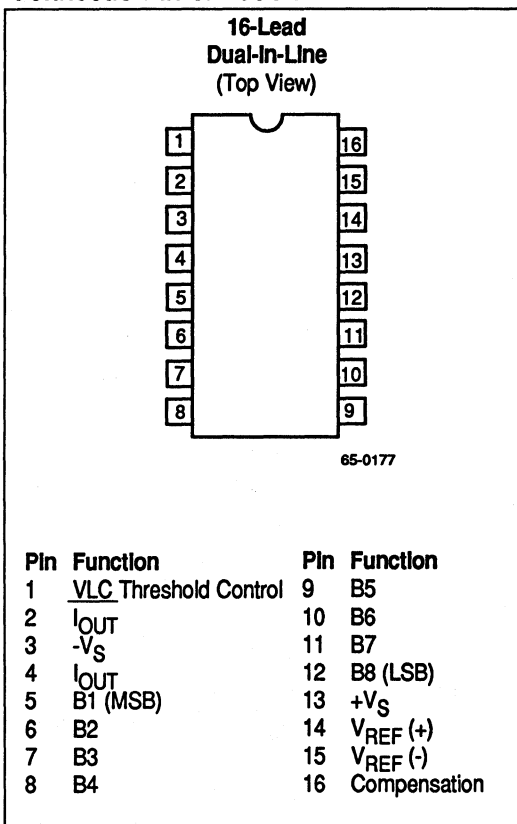 16-Lead
Dual-In-Line
(Top View)
1 16
2 15
3 14
4 13
5 12
6 11
7 10
8 9
65-0177
Pin Function Pin Function
1 VLC Threshold Control 9 B5
2 I̅OUT 10 B6
3 -VS 11 B7
4 IOUT 12 B8 (LSB)
5 B1 (MSB) 13 +VS
6 B2 14 VREF (+)
7 B3 15 VREF (-)
8 B4 16 Compensation